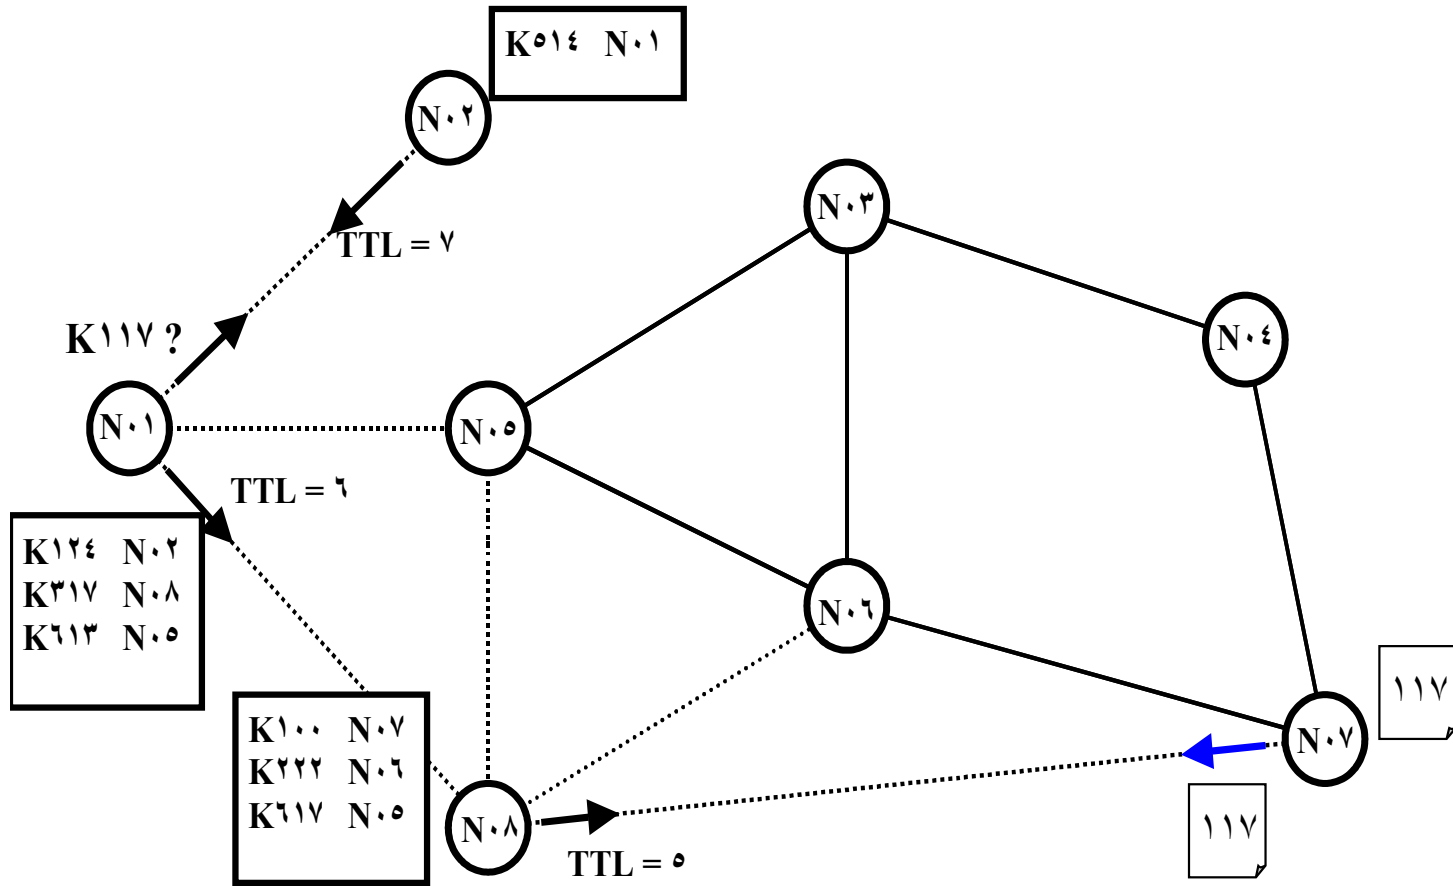 K٥١٤ N٠١
N٠٢
N٠٣
TTL = ٧
N٠٤
K١١٧ ?
N٠١
N٠٥
TTL = ٦
K١٢٤ N٠٢
K٣١٧ N٠٨
K٦١٣ N٠٥
N٠٦
١١٧
K١٠٠ N٠٧
K٢٢٢ N٠٦
K٦١٧ N٠٥
N٠٧
N٠٨
TTL = ٥
١١٧